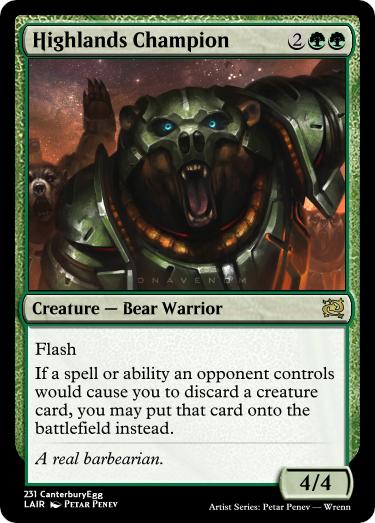 Highlands Champion 2
DNAVENOM
Creature — Bear Warrior
Flash
If a spell or ability an opponent controls
would cause you to discard a creature
card, you may put that card onto the
battlefield instead.
A real barbearian.
4/4
231 CanterburyEgg
LAIR Petar Penev
Artist Series: Petar Penev — Wrenn